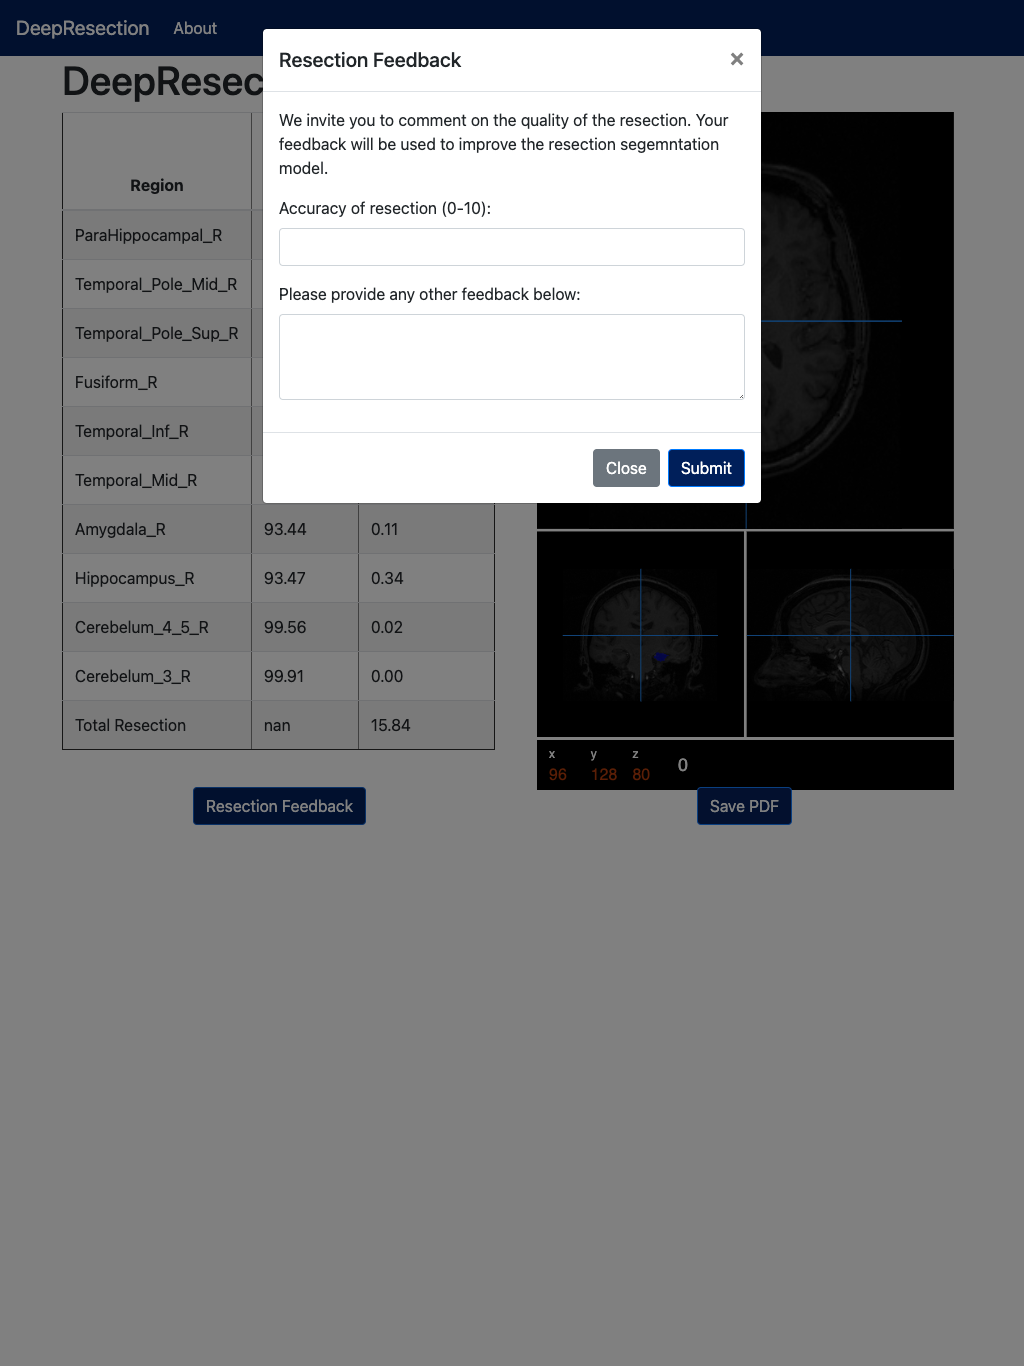 DeepResection About
DeepResec
Resection Feedback ×
We invite you to comment on the quality of the resection. Your
feedback will be used to improve the resection segemntation
model.
Accuracy of resection (0-10):
Please provide any other feedback below:
Close Submit
Region
ParaHippocampal_R
Temporal_Pole_Mid_R
Temporal_Pole_Sup_R
Fusiform_R
Temporal_Inf_R
Temporal_Mid_R
Amygdala_R 93.44 0.11
Hippocampus_R 93.47 0.34
Cerebelum_4_5_R 99.56 0.02
Cerebelum_3_R 99.91 0.00
Total Resection nan 15.84
x y z
96 128 80 0
Resection Feedback
Save PDF